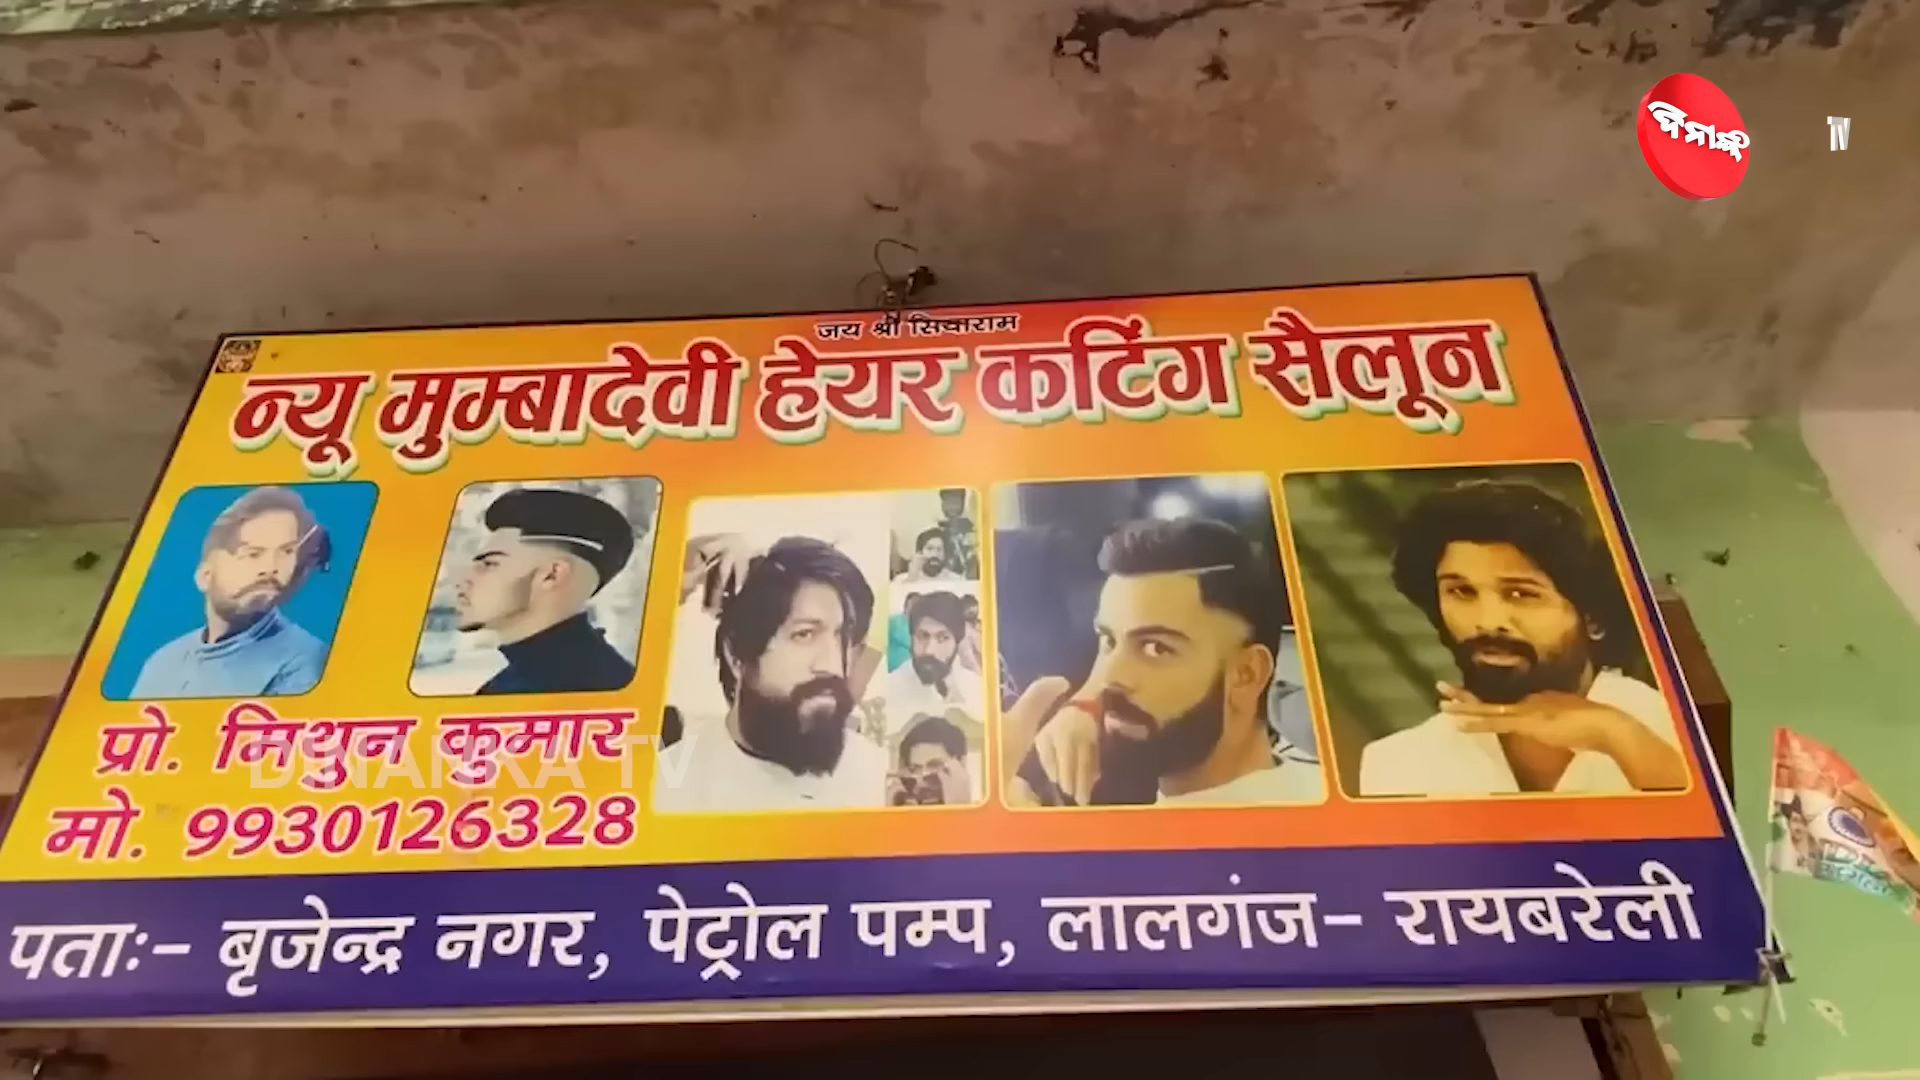 जय श्री सियाराम
न्यू मुम्बादेवी हेयर कटिंग सैलून
प्रो. मिथुन कुमार
मो. 9930126328
पताः- बृजेन्द्र नगर, पेट्रोल पम्प, लालगंज- रायबरेली
DINANKA TV
TV